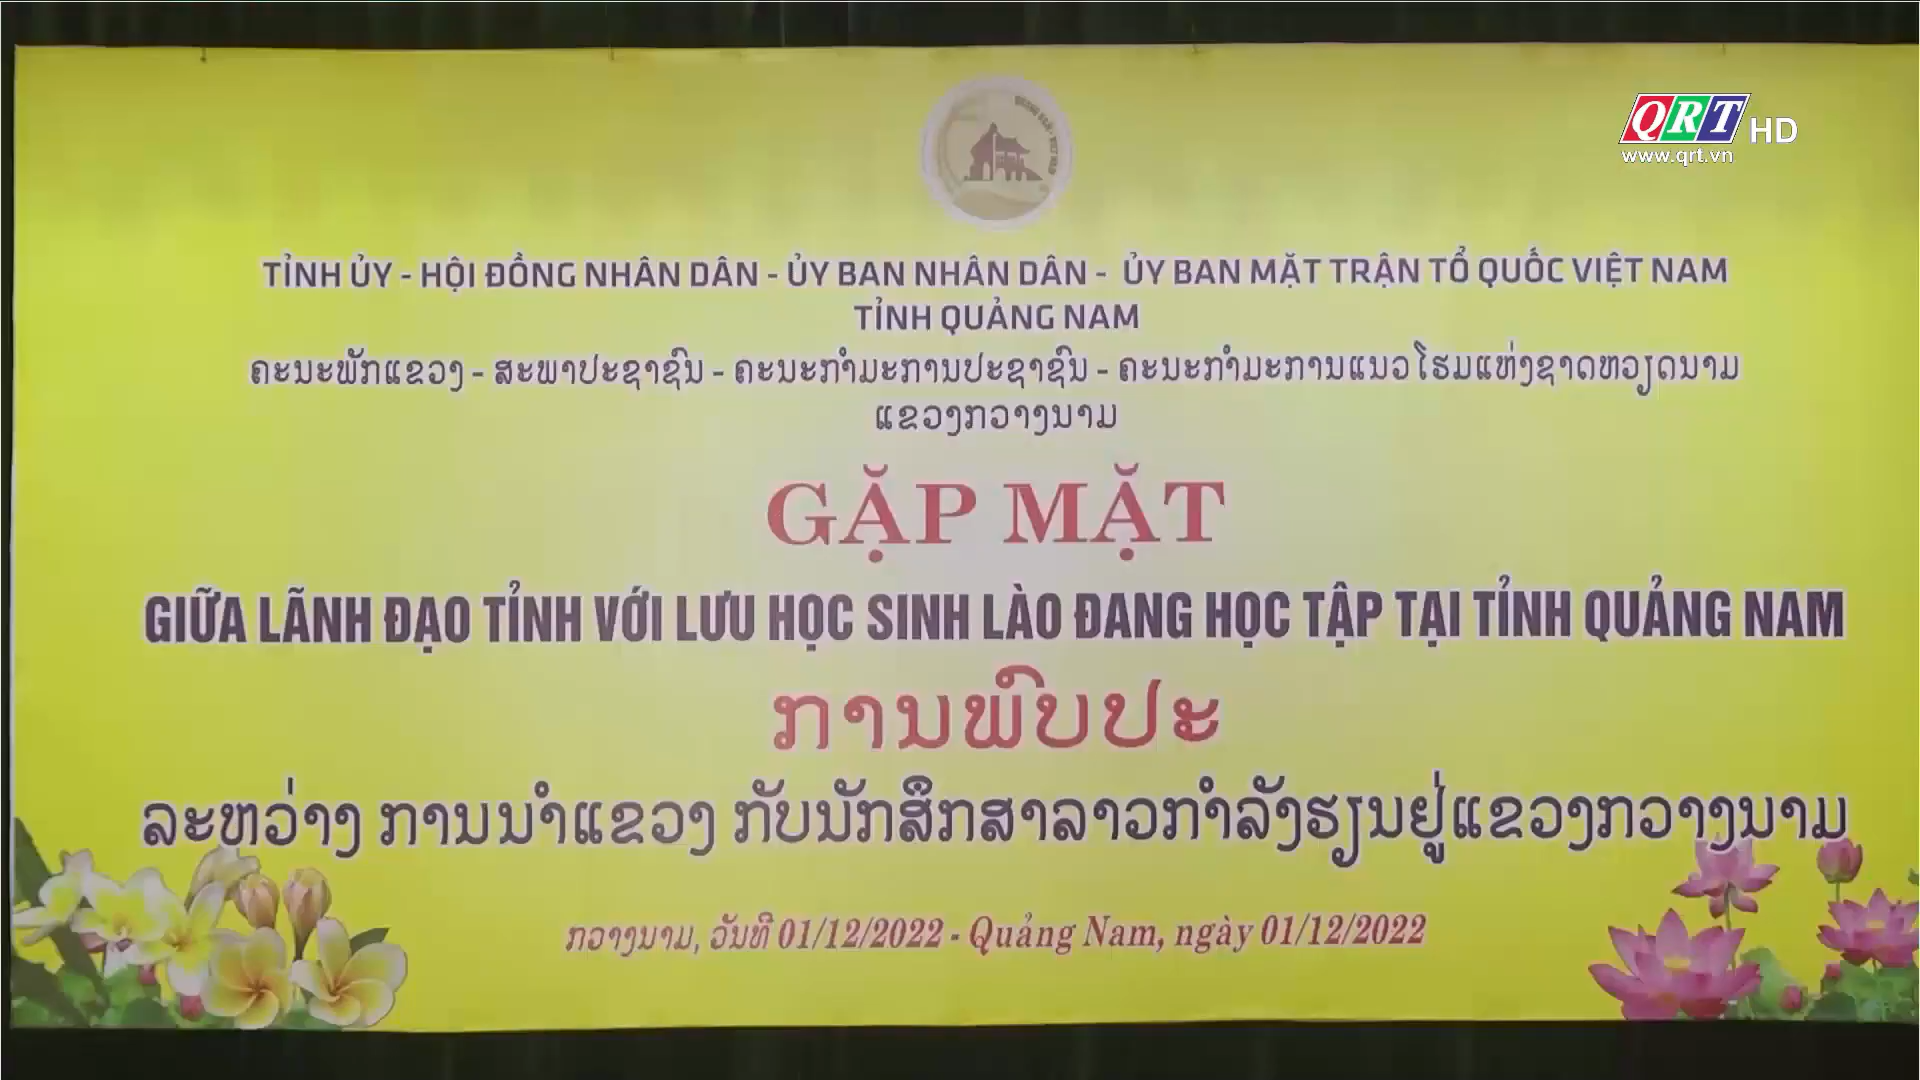 QRT HD
www.qrt.vn
TỈNH ỦY - HỘI ĐỒNG NHÂN DÂN - ỦY BAN NHÂN DÂN - ỦY BAN MẶT TRẬN TỔ QUỐC VIỆT NAM
TỈNH QUẢNG NAM
ຄະນະພັກແຂວງ - ສະພາປະຊາຊົນ - ຄະນະກຳມະການປະຊາຊົນ - ຄະນະກຳມະການແນວໂຮມແຫ່ງຊາດຫວຽດນາມ
ແຂວງກວາງນາມ
GẶP MẶT
GIỮA LÃNH ĐẠO TỈNH VỚI LƯU HỌC SINH LÀO ĐANG HỌC TẬP TẠI TỈNH QUẢNG NAM
ການພົບປະ
ລະຫວ່າງ ການນຳແຂວງ ກັບນັກສຶກສາລາວກຳລັງຮຽນຢູ່ແຂວງກວາງນາມ
ກວາງນາມ, ວັນທີ 01/12/2022 - Quảng Nam, ngày 01/12/2022